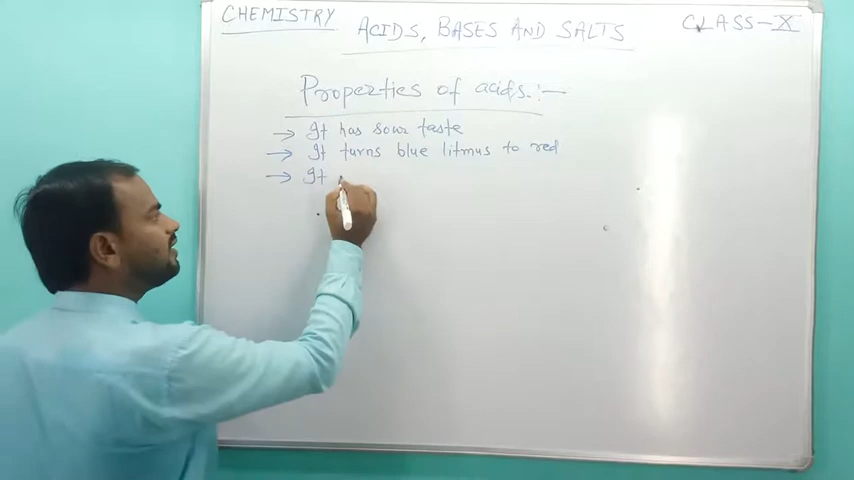 CHEMISTRY ACIDS, BASES AND SALTS CLASS-X
Properties of acids:-
→ It has sour taste
→ It turns blue litmus to red
→ It